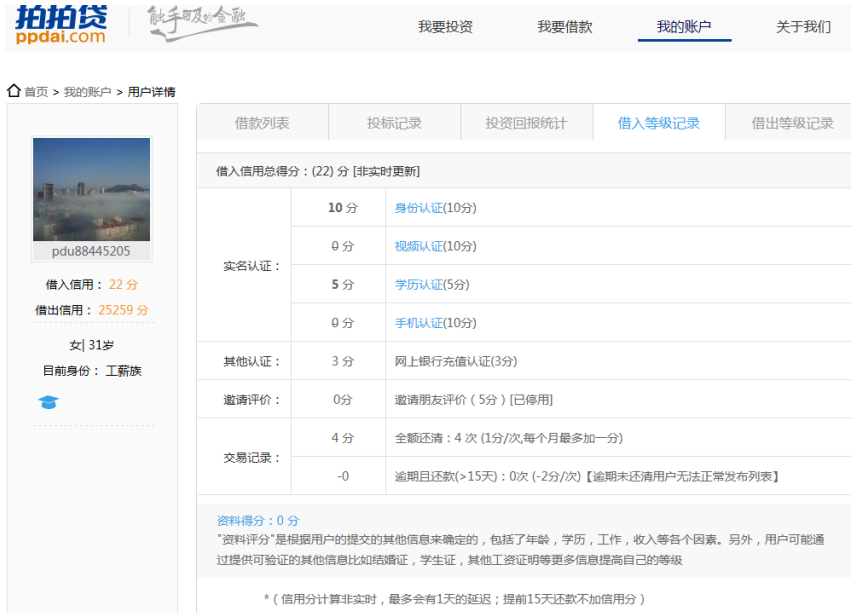 拍拍贷
ppdai.com
触手可及的金融
我要投资
我要借款
我的账户
关于我们
首页 > 我的账户 > 用户详情
pdu88445205
借入信用： 22 分
借出信用： 25259 分
女| 31岁
目前身份： 工薪族
借款列表
投标记录
投资回报统计
借入等级记录
借出等级记录
借入信用总得分：(22) 分 [非实时更新]
实名认证：
10 分
身份认证(10分)
0 分
视频认证(10分)
5 分
学历认证(5分)
0 分
手机认证(10分)
其他认证：
3 分
网上银行充值认证(3分)
邀请评价：
0分
邀请朋友评价（5分）[已停用]
交易记录：
4 分
全额还清：4 次 (1分/次,每个月最多加一分)
-0
逾期且还款(>15天)：0次 (-2分/次)【逾期未还清用户无法正常发布列表】
资料得分：0 分
"资料评分"是根据用户的提交的其他信息来确定的，包括了年龄，学历，工作，收入等各个因素。另外，用户可能通
过提供可验证的其他信息比如结婚证，学生证，其他工资证明等更多信息提高自己的等级
*（信用分计算非实时，最多会有1天的延迟；提前15天还款不加信用分）